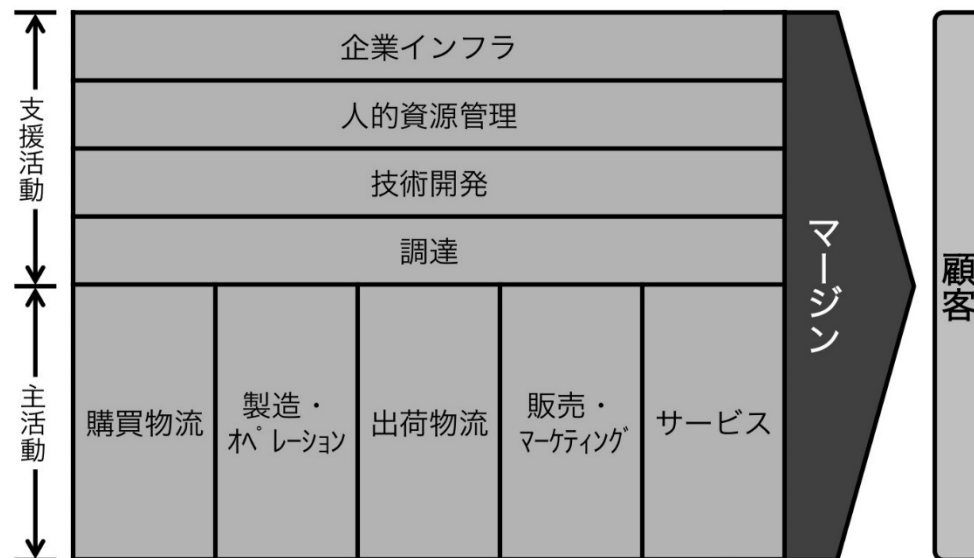 支援活動
企業インフラ
人的資源管理
技術開発
調達
主活動
購買物流
製造・
ｵﾍﾟﾚｰｼｮﾝ
出荷物流
販売・
ﾏｰｹﾃｨﾝｸﾞ
サービス
マージン
顧客